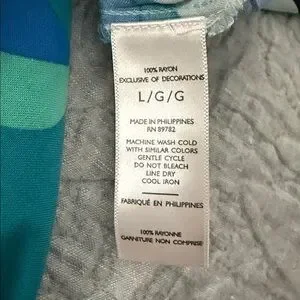 100% RAYON
EXCLUSIVE OF DECORATIONS
L/G/G
MADE IN PHILIPPINES
RN 89782
MACHINE WASH COLD
WITH SIMILAR COLORS
GENTLE CYCLE
DO NOT BLEACH
LINE DRY
COOL IRON
FABRIQUÉ EN PHILIPPINES
100% RAYONNE
GARNITURE NON COMPRISE